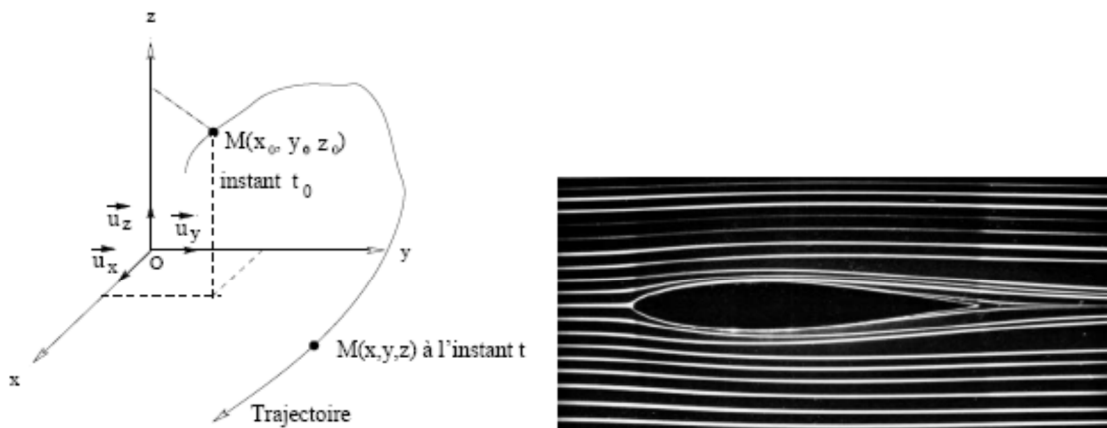 z
M(x₀, y₀ z₀)
instant t₀
u_z
u_y
u_x
O
y
M(x,y,z) à l'instant t
x
Trajectoire